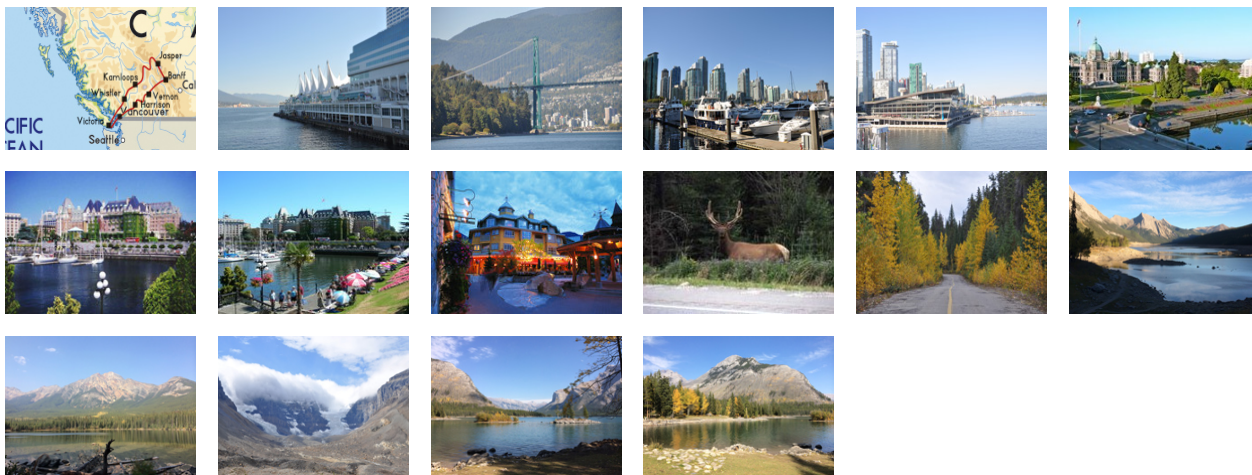 C A
Jasper
Kamloops
Banff
Cal
Whistler
Vernon
Harrison
Vancouver
Victoria
CIFIC
Seattle
EAN